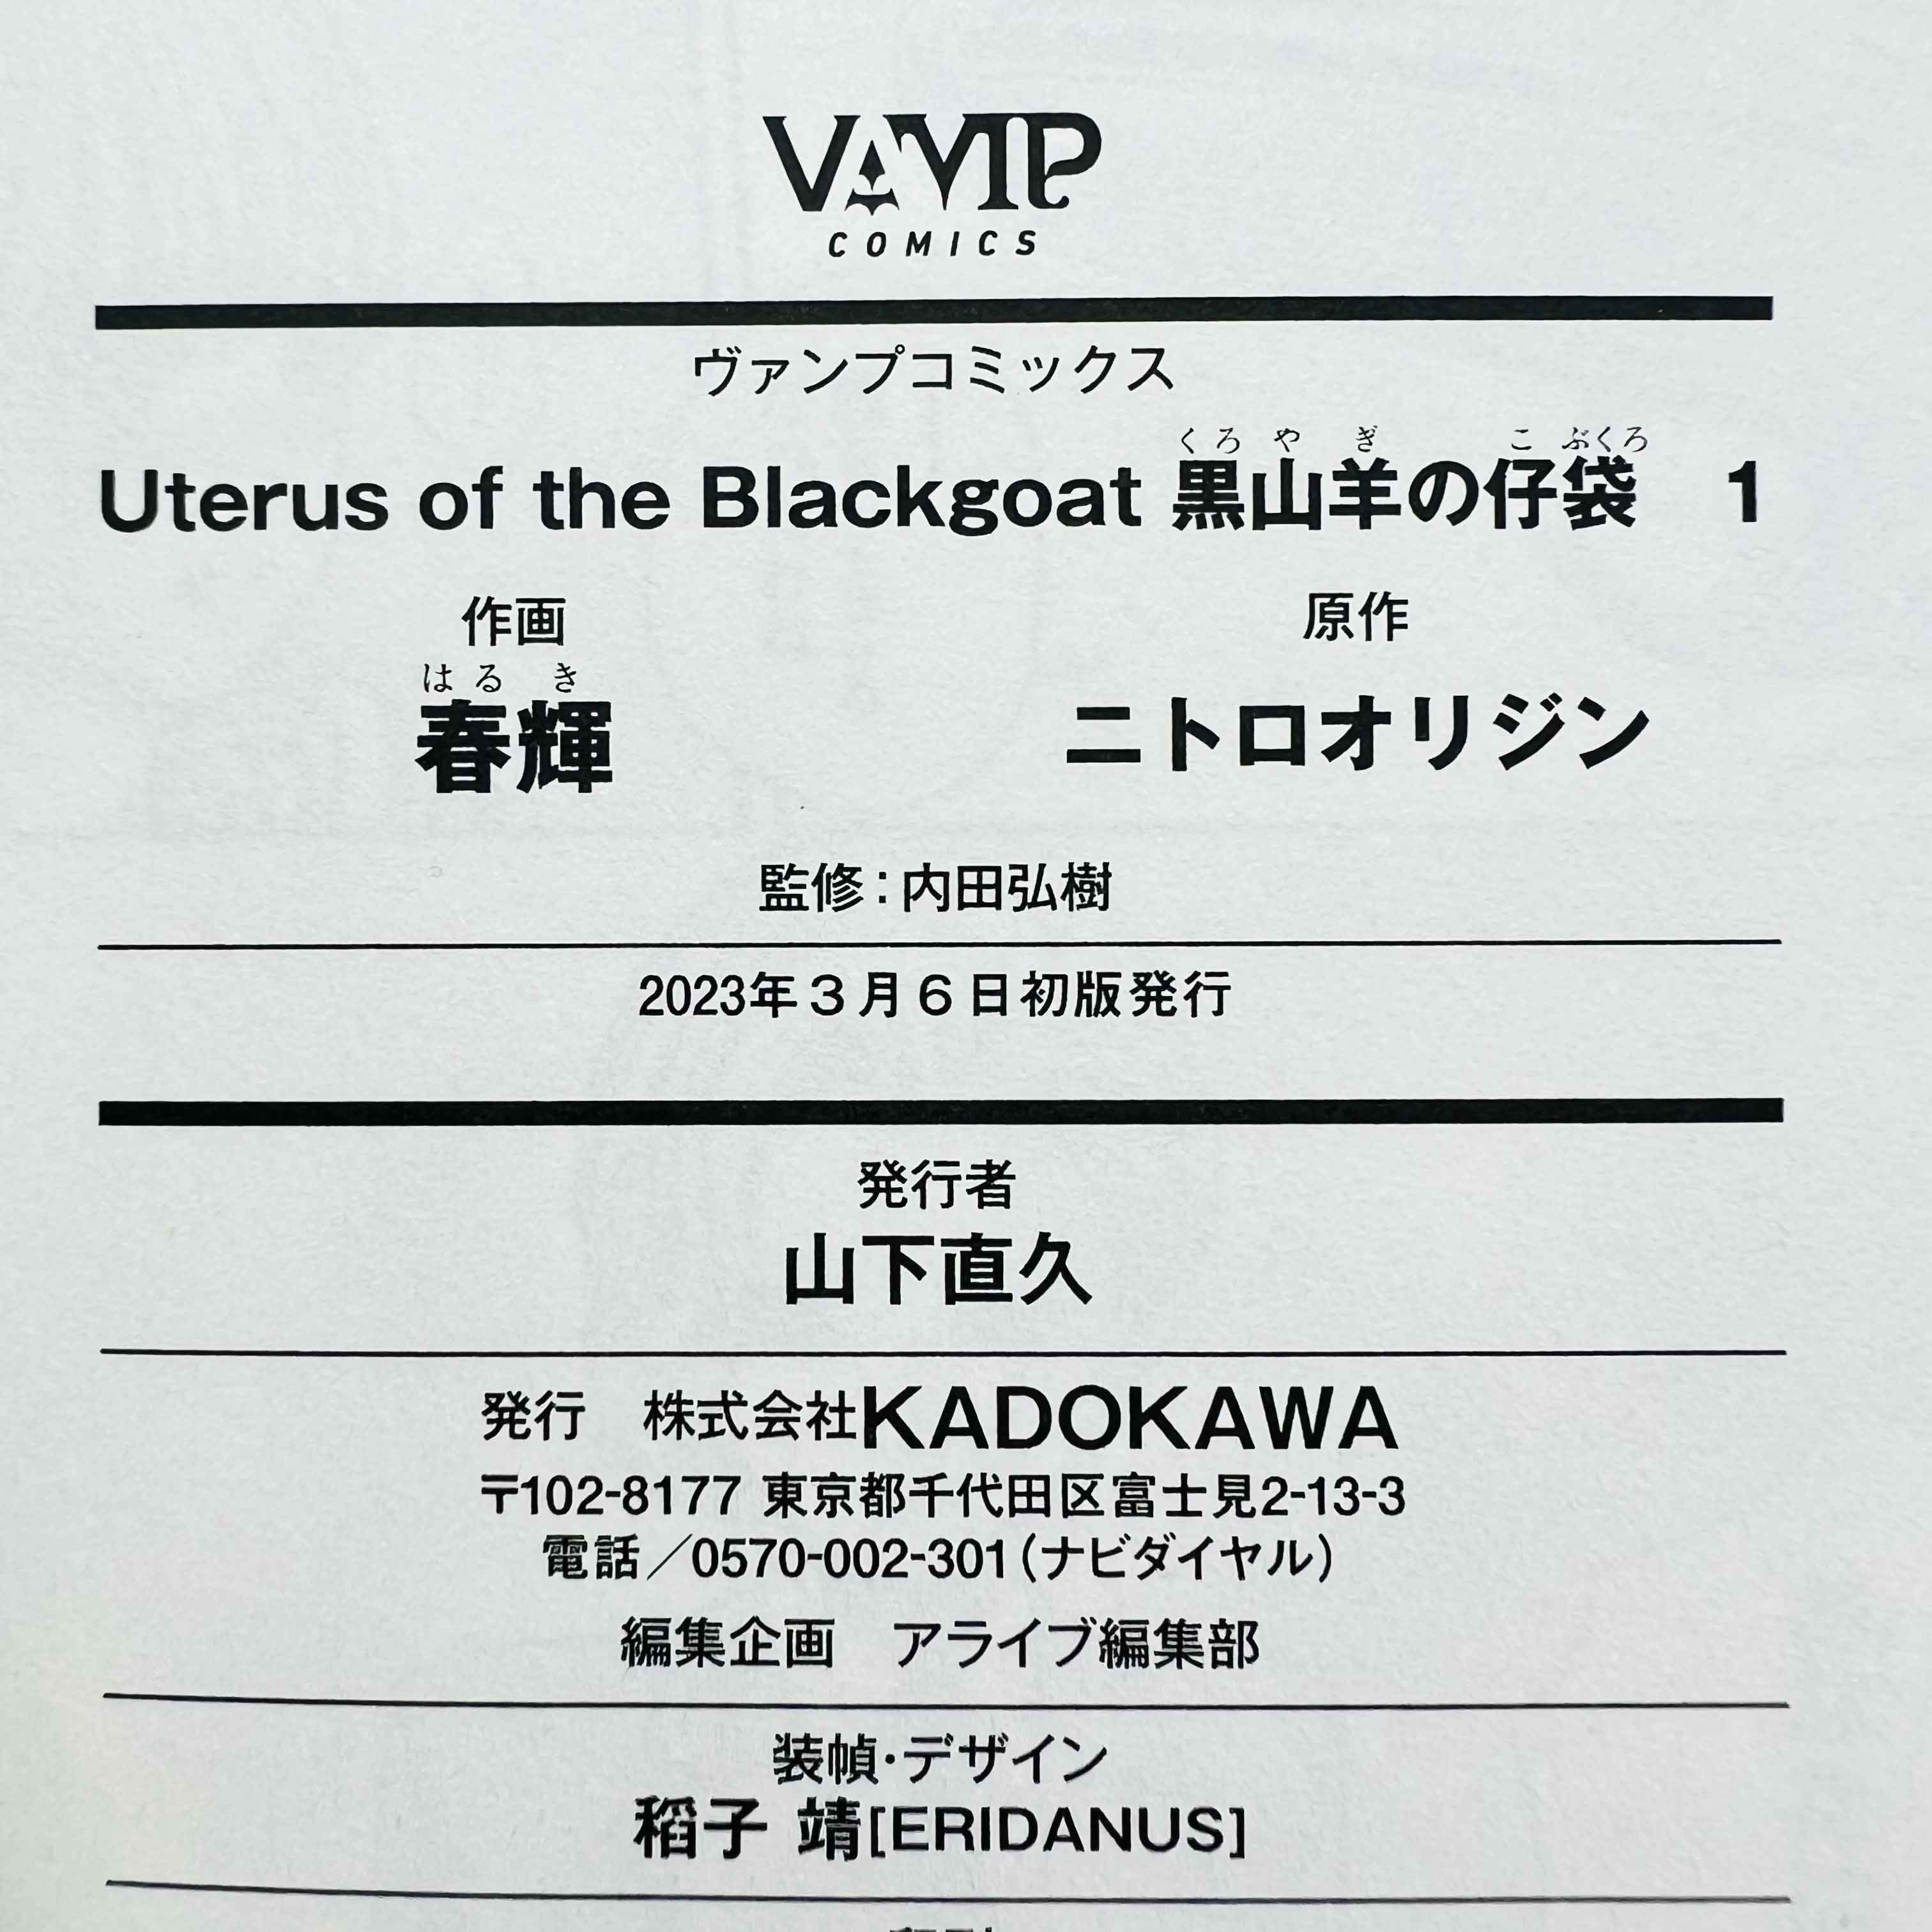 VAMP
COMICS
ヴァンプコミックス
くろやぎ こぶくろ
Uterus of the Blackgoat 黒山羊の仔袋 1
作画 原作
はるき
春輝 ニトロオリジン
監修：内田弘樹
2023年3月6日初版発行
発行者
山下直久
発行 株式会社KADOKAWA
〒102-8177 東京都千代田区富士見2-13-3
電話／0570-002-301（ナビダイヤル）
編集企画 アライブ編集部
装幀・デザイン
稲子 靖[ERIDANUS]